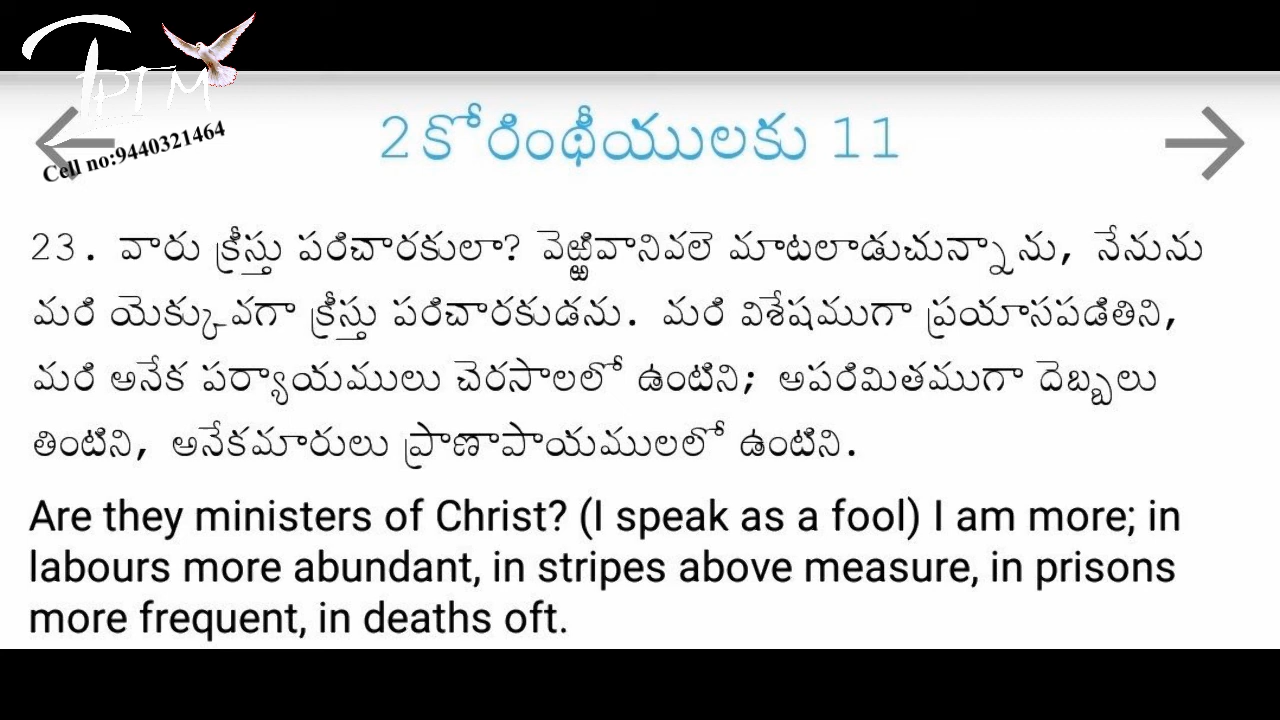 TPTM
Cell no:9440321464
2కోరింథీయులకు 11
23. వారు క్రీస్తు పరిచారకులా? వెఱ్ఱివానివలె మాటలాడుచున్నాను, నేనును
మరి యెక్కువగా క్రీస్తు పరిచారకుడను. మరి విశేషముగా ప్రయాసపడితిని,
మరి అనేక పర్యాయములు చెరసాలలో ఉంటిని; అపరిమితముగా దెబ్బలు
తింటిని, అనేకమారులు ప్రాణాపాయములలో ఉంటిని.
Are they ministers of Christ? (I speak as a fool) I am more; in
labours more abundant, in stripes above measure, in prisons
more frequent, in deaths oft.